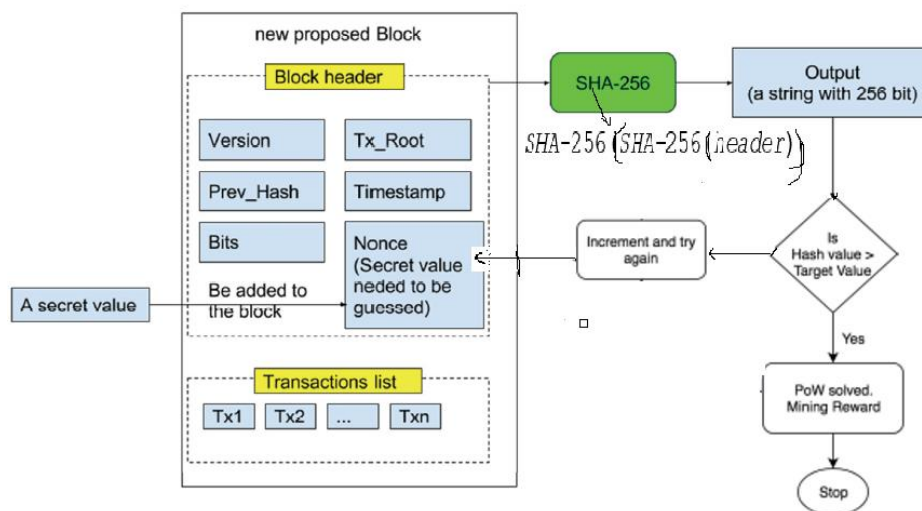 new proposed Block
Block header
Version
Tx_Root
Prev_Hash
Timestamp
Bits
Nonce
(Secret value
neded to be
guessed)
A secret value
Be added to
the block
Transactions list
Tx1
Tx2
...
Txn
SHA-256
SHA-256(SHA-256(header))
Output
(a string with 256 bit)
Is
Hash value >
Target Value
Increment and try
again
Yes
PoW solved.
Mining Reward
Stop